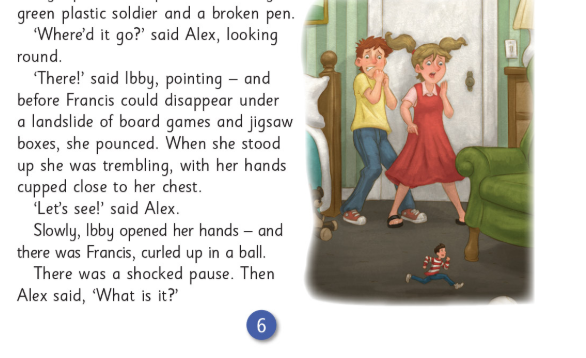 green plastic soldier and a broken pen.
‘Where’d it go?’ said Alex, looking
round.
‘There!’ said Ibby, pointing – and
before Francis could disappear under
a landslide of board games and jigsaw
boxes, she pounced. When she stood
up she was trembling, with her hands
cupped close to her chest.
‘Let’s see!’ said Alex.
Slowly, Ibby opened her hands – and
there was Francis, curled up in a ball.
There was a shocked pause. Then
Alex said, ‘What is it?’
6